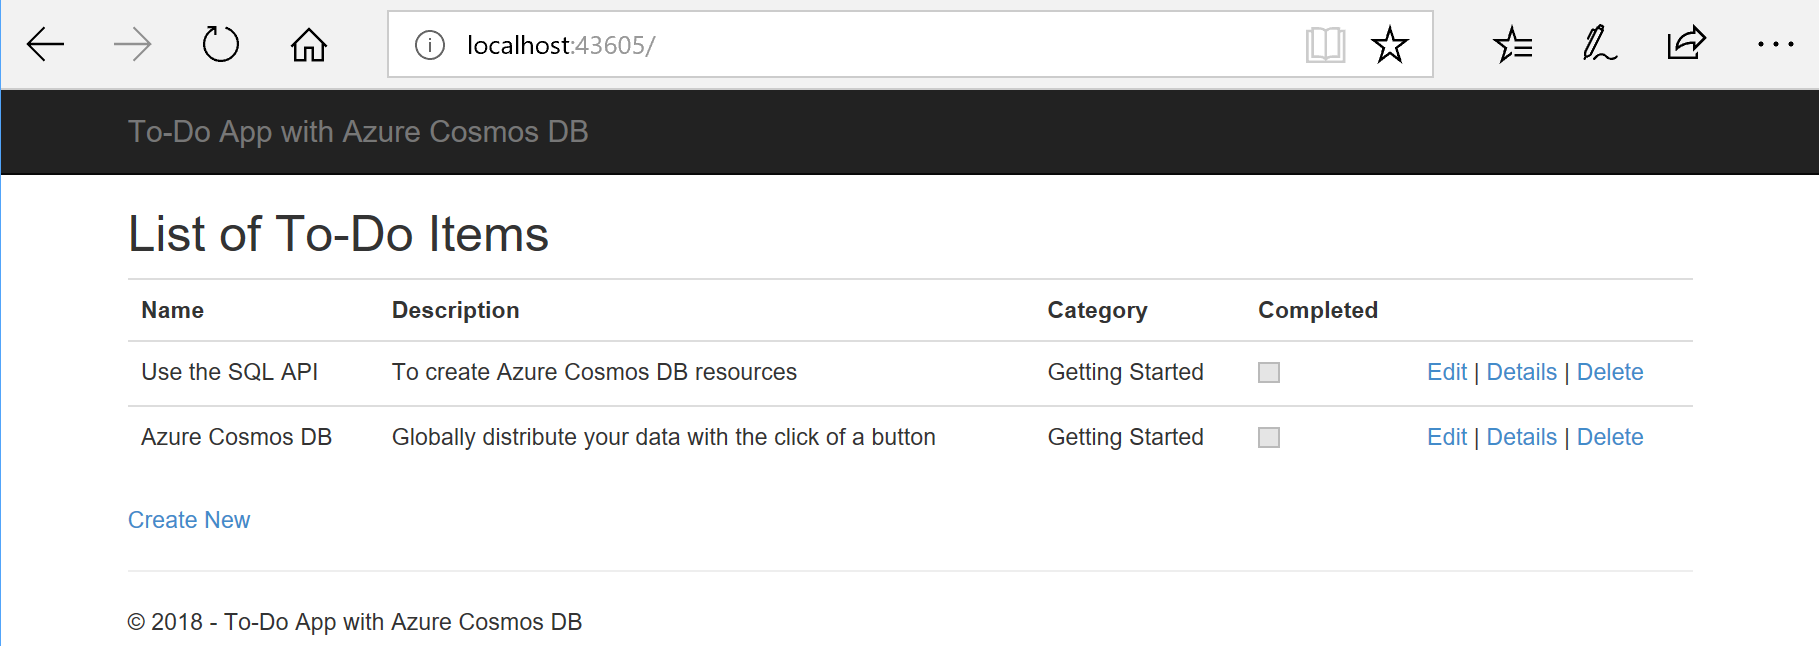 localhost:43605/
To-Do App with Azure Cosmos DB
List of To-Do Items
Name Description Category Completed
Use the SQL API To create Azure Cosmos DB resources Getting Started Edit | Details | Delete
Azure Cosmos DB Globally distribute your data with the click of a button Getting Started Edit | Details | Delete
Create New
© 2018 - To-Do App with Azure Cosmos DB